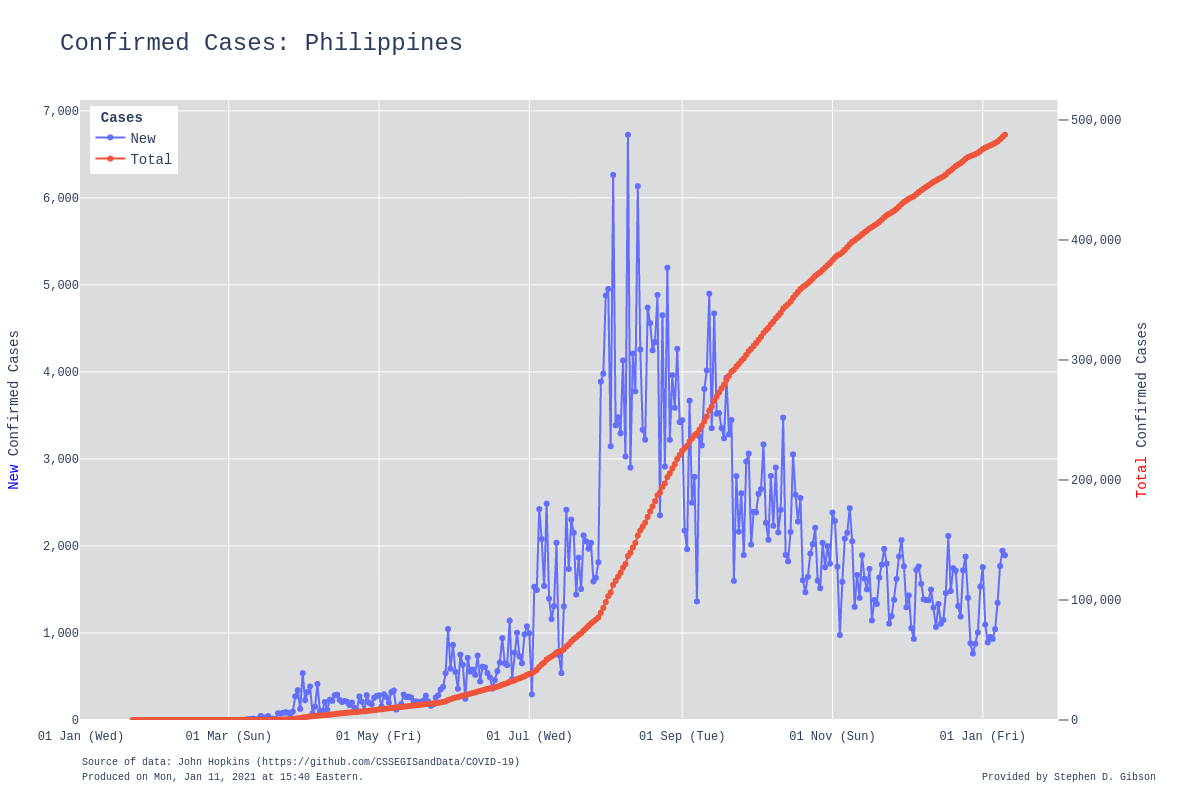 Confirmed Cases: Philippines
Cases
New
Total
7,000
6,000
5,000
4,000
3,000
2,000
1,000
0
New Confirmed Cases
500,000
400,000
300,000
200,000
100,000
0
Total Confirmed Cases
01 Jan (Wed) 01 Mar (Sun) 01 May (Fri) 01 Jul (Wed) 01 Sep (Tue) 01 Nov (Sun) 01 Jan (Fri)
Source of data: John Hopkins (https://github.com/CSSEGISandData/COVID-19)
Produced on Mon, Jan 11, 2021 at 15:40 Eastern.
Provided by Stephen D. Gibson